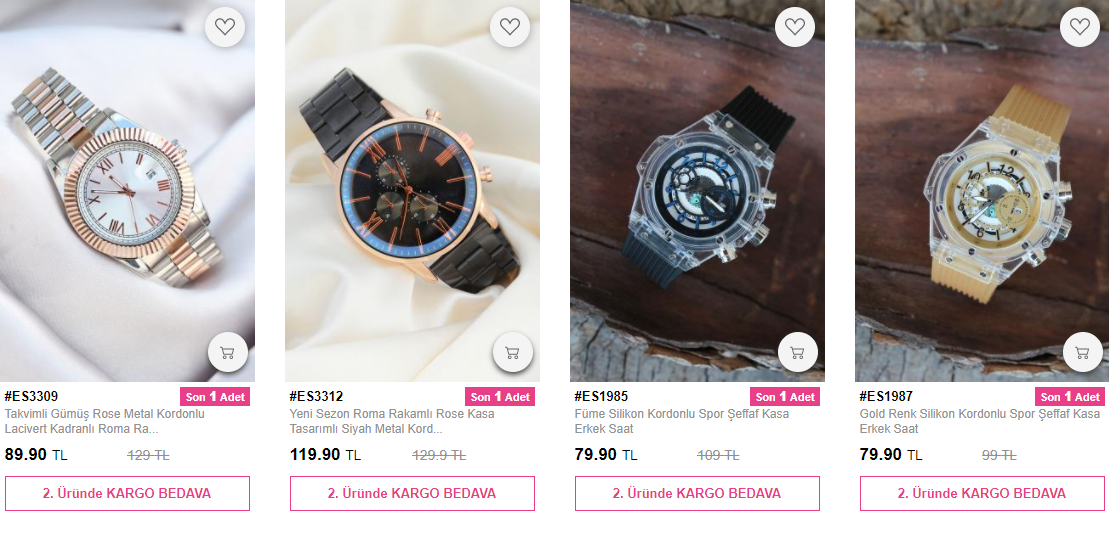 #ES3309
Son 1 Adet
Takvimli Gümüş Rose Metal Kordonlu
Lacivert Kadranlı Roma Ra...
89.90 TL
129 TL
2. Üründe KARGO BEDAVA
#ES3312
Son 1 Adet
Yeni Sezon Roma Rakamlı Rose Kasa
Tasarımlı Siyah Metal Kord...
119.90 TL
129.9 TL
2. Üründe KARGO BEDAVA
#ES1985
Son 1 Adet
Füme Silikon Kordonlu Spor Şeffaf Kasa
Erkek Saat
79.90 TL
109 TL
2. Üründe KARGO BEDAVA
#ES1987
Son 1 Adet
Gold Renk Silikon Kordonlu Spor Şeffaf Kasa
Erkek Saat
79.90 TL
99 TL
2. Üründe KARGO BEDAVA